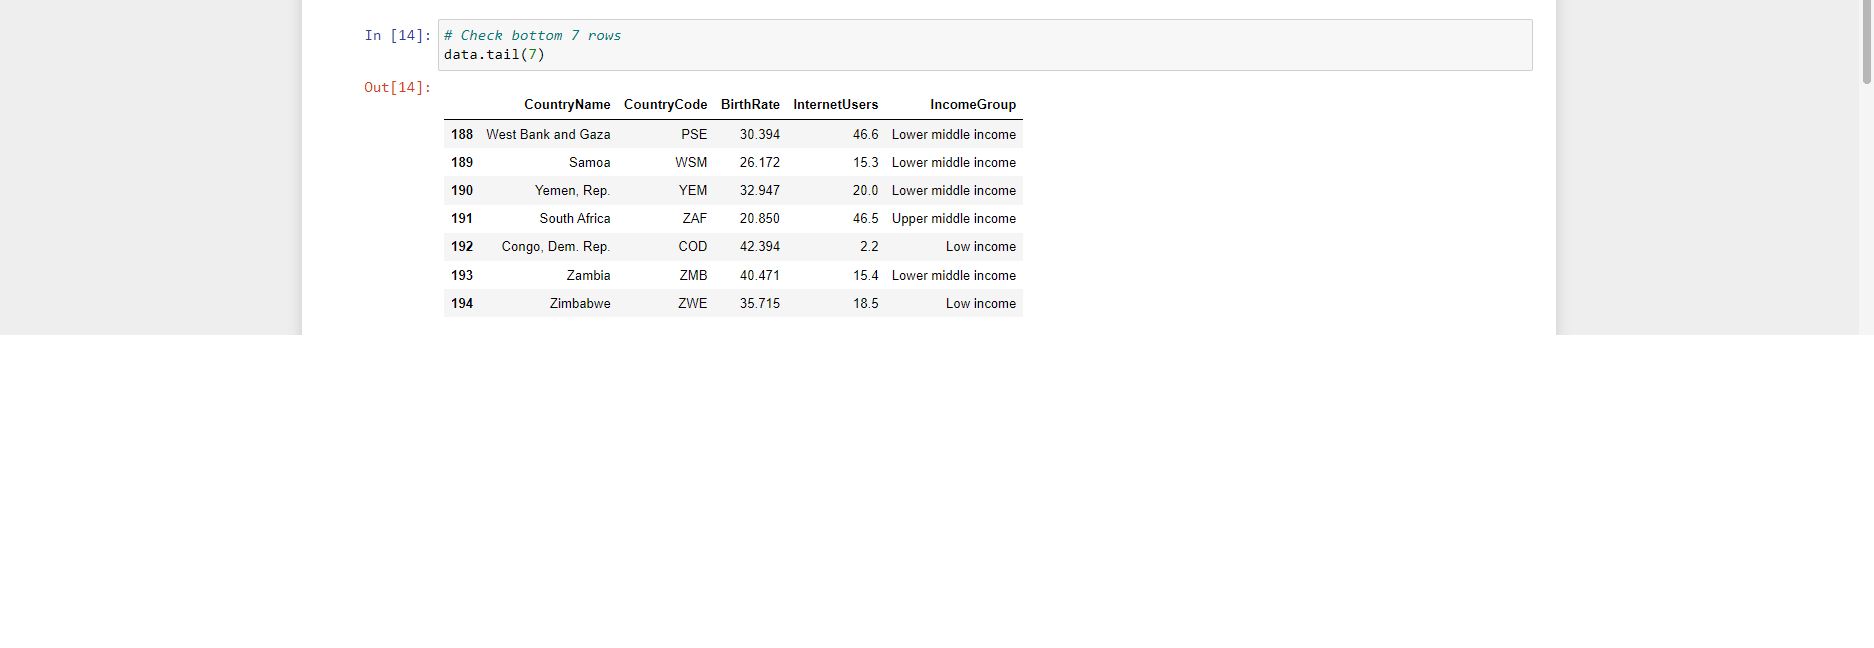 In [14]: # Check bottom 7 rows
data.tail(7)
Out[14]:
CountryName CountryCode BirthRate InternetUsers IncomeGroup
188 West Bank and Gaza PSE 30.394 46.6 Lower middle income
189 Samoa WSM 26.172 15.3 Lower middle income
190 Yemen, Rep. YEM 32.947 20.0 Lower middle income
191 South Africa ZAF 20.850 46.5 Upper middle income
192 Congo, Dem. Rep. COD 42.394 2.2 Low income
193 Zambia ZMB 40.471 15.4 Lower middle income
194 Zimbabwe ZWE 35.715 18.5 Low income